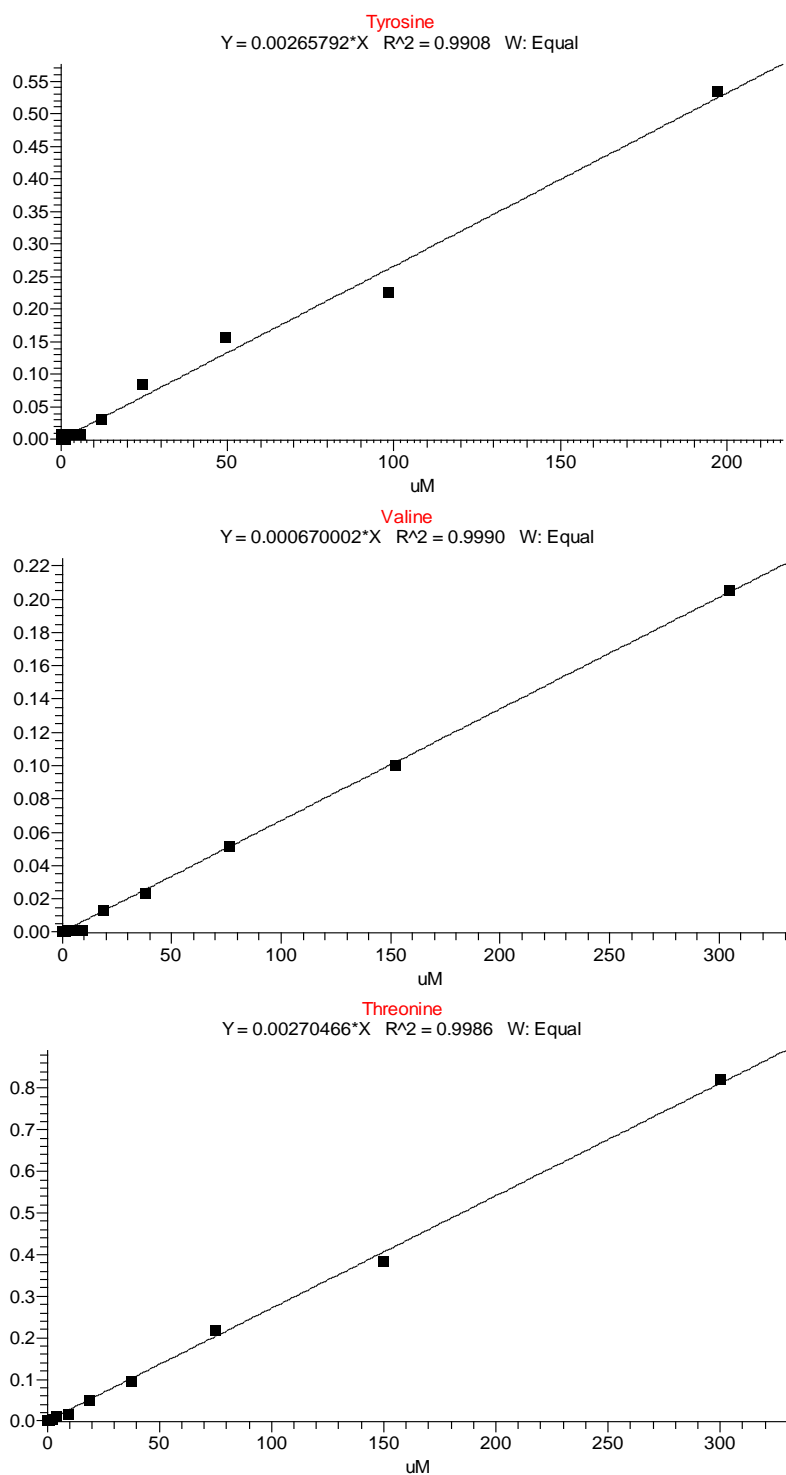 Tyrosine
Y = 0.00265792*X R^2 = 0.9908 W: Equal
0.55
0.50
0.45
0.40
0.35
0.30
0.25
0.20
0.15
0.10
0.05
0.00
0 50 100 150 200
uM
Valine
Y = 0.000670002*X R^2 = 0.9990 W: Equal
0.22
0.20
0.18
0.16
0.14
0.12
0.10
0.08
0.06
0.04
0.02
0.00
0 50 100 150 200 250 300
uM
Threonine
Y = 0.00270466*X R^2 = 0.9986 W: Equal
0.8
0.7
0.6
0.5
0.4
0.3
0.2
0.1
0.0
0 50 100 150 200 250 300
uM